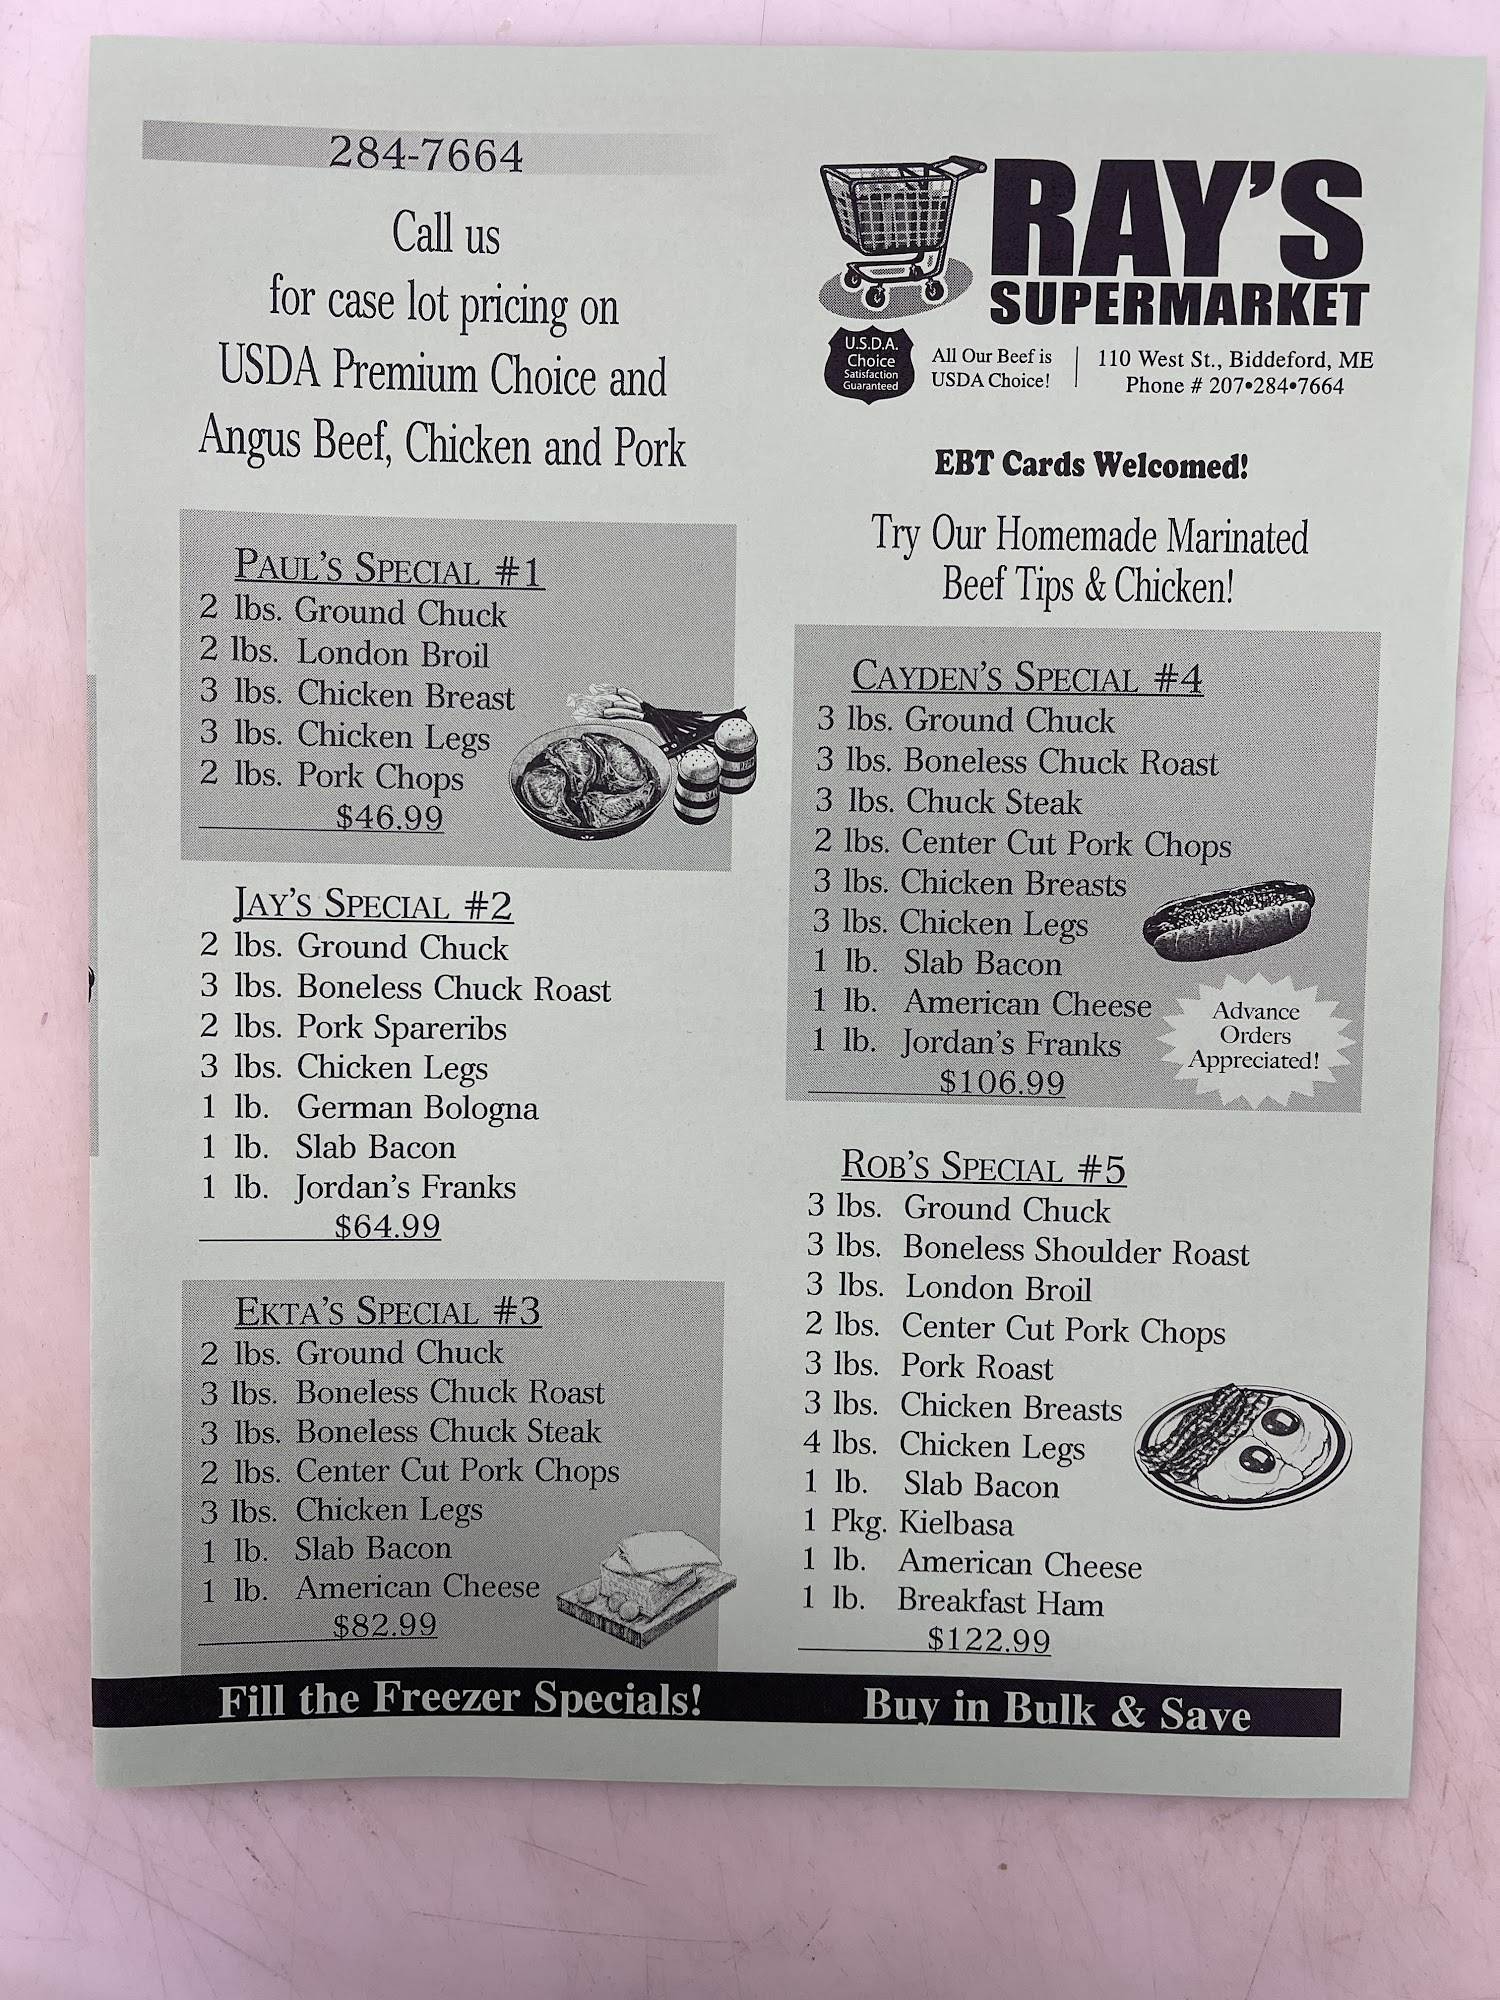 284-7664
Call us
for case lot pricing on
USDA Premium Choice and
Angus Beef, Chicken and Pork
PAUL'S SPECIAL #1
2 lbs. Ground Chuck
2 lbs. London Broil
3 lbs. Chicken Breast
3 lbs. Chicken Legs
2 lbs. Pork Chops
$46.99
JAY'S SPECIAL #2
2 lbs. Ground Chuck
3 lbs. Boneless Chuck Roast
2 lbs. Pork Spareribs
3 lbs. Chicken Legs
1 lb. German Bologna
1 lb. Slab Bacon
1 lb. Jordan's Franks
$64.99
EKTA'S SPECIAL #3
2 lbs. Ground Chuck
3 lbs. Boneless Chuck Roast
3 lbs. Boneless Chuck Steak
2 lbs. Center Cut Pork Chops
3 lbs. Chicken Legs
1 lb. Slab Bacon
1 lb. American Cheese
$82.99
Fill the Freezer Specials!
RAY'S
SUPERMARKET
U.S.D.A.
Choice
Satisfaction
Guaranteed
All Our Beef is
USDA Choice!
110 West St., Biddeford, ME
Phone # 207•284•7664
EBT Cards Welcomed!
Try Our Homemade Marinated
Beef Tips & Chicken!
CAYDEN'S SPECIAL #4
3 lbs. Ground Chuck
3 lbs. Boneless Chuck Roast
3 lbs. Chuck Steak
2 lbs. Center Cut Pork Chops
3 lbs. Chicken Breasts
3 lbs. Chicken Legs
1 lb. Slab Bacon
1 lb. American Cheese
1 lb. Jordan's Franks
$106.99
Advance
Orders
Appreciated!
ROB'S SPECIAL #5
3 lbs. Ground Chuck
3 lbs. Boneless Shoulder Roast
3 lbs. London Broil
2 lbs. Center Cut Pork Chops
3 lbs. Pork Roast
3 lbs. Chicken Breasts
4 lbs. Chicken Legs
1 lb. Slab Bacon
1 Pkg. Kielbasa
1 lb. American Cheese
1 lb. Breakfast Ham
$122.99
Buy in Bulk & Save